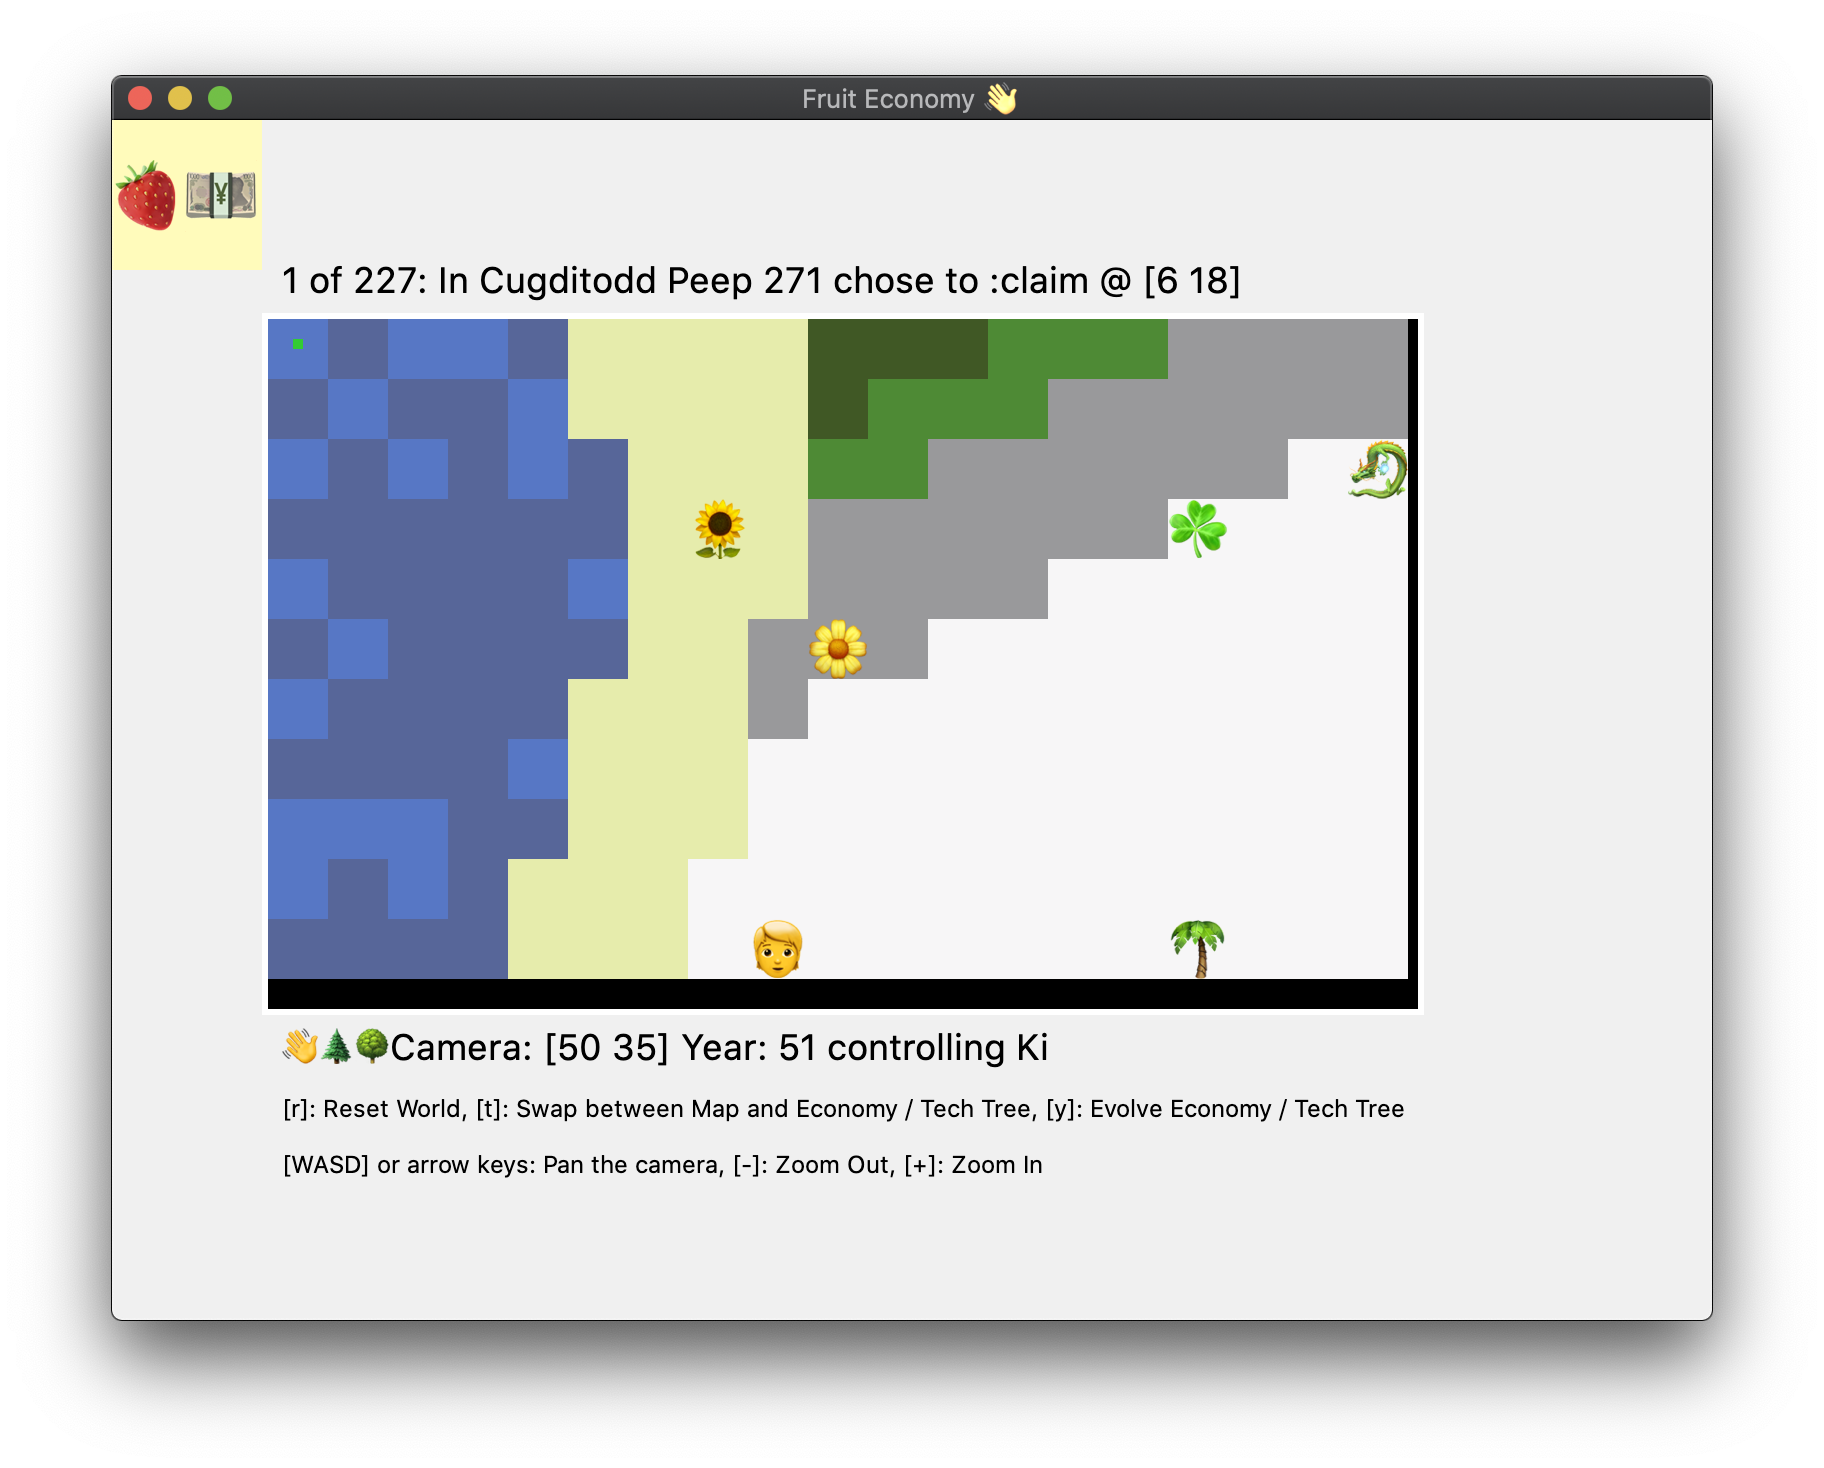 Fruit Economy 👋
1 of 227: In Cugditodd Peep 271 chose to :claim @ [6 18]
👋🌲🌳Camera: [50 35] Year: 51 controlling Ki
[r]: Reset World, [t]: Swap between Map and Economy / Tech Tree, [y]: Evolve Economy / Tech Tree
[WASD] or arrow keys: Pan the camera, [-]: Zoom Out, [+]: Zoom In